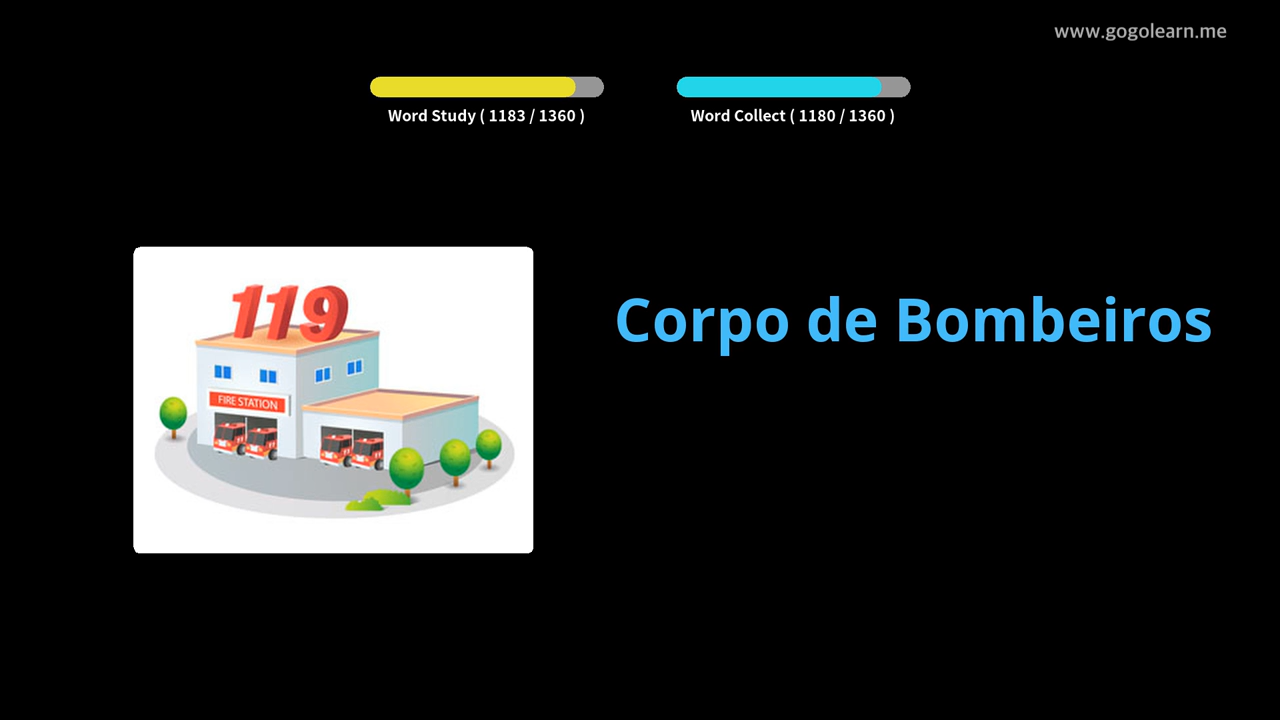 www.gogolearn.me
Word Study ( 1183 / 1360 )
Word Collect ( 1180 / 1360 )
119
FIRE STATION
Corpo de Bombeiros